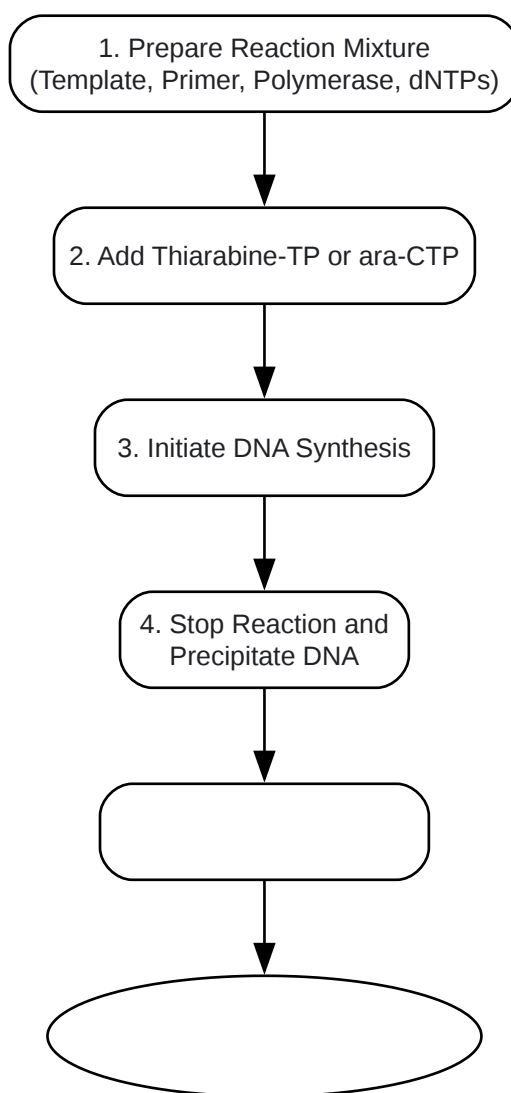 1. Prepare Reaction Mixture
(Template, Primer, Polymerase, dNTPs)
2. Add Thiarabine-TP or ara-CTP
3. Initiate DNA Synthesis
4. Stop Reaction and
Precipitate DNA